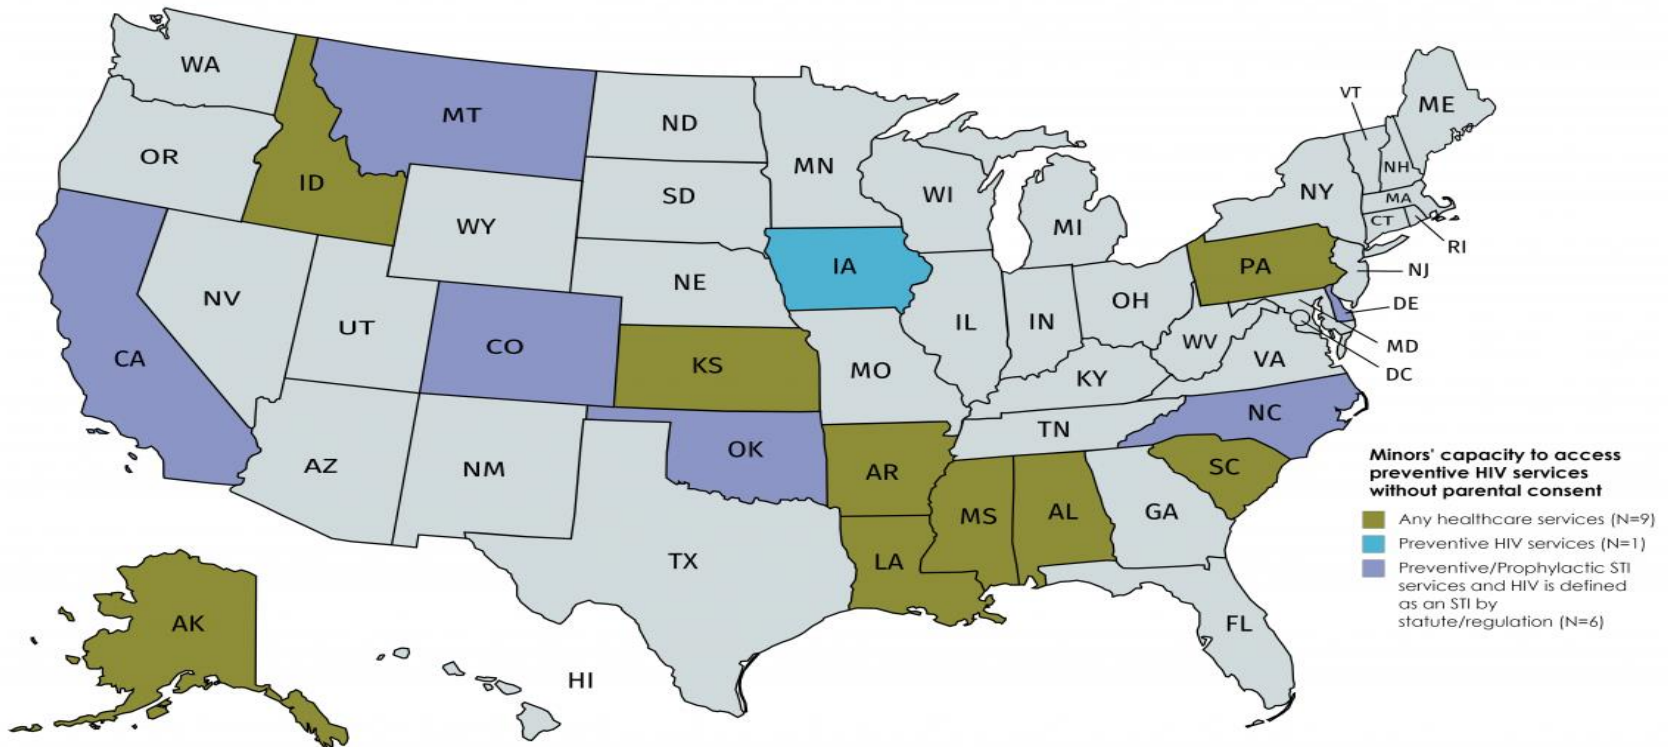 WA
MT
ND
MN
VT
ME
OR
ID
SD
WI
MI
NY
NH
MA
CT
RI
WY
IA
NE
PA
NJ
NV
UT
CO
IL
IN
OH
DE
CA
KS
MO
WV
VA
MD
DC
KY
NC
TN
AZ
NM
OK
AR
SC
MS
AL
GA
TX
LA
FL
AK
HI
Minors' capacity to access
preventive HIV services
without parental consent
Any healthcare services (N=9)
Preventive HIV services (N=1)
Preventive/Prophylactic STI
services and HIV is defined
as an STI by
statute/regulation (N=6)